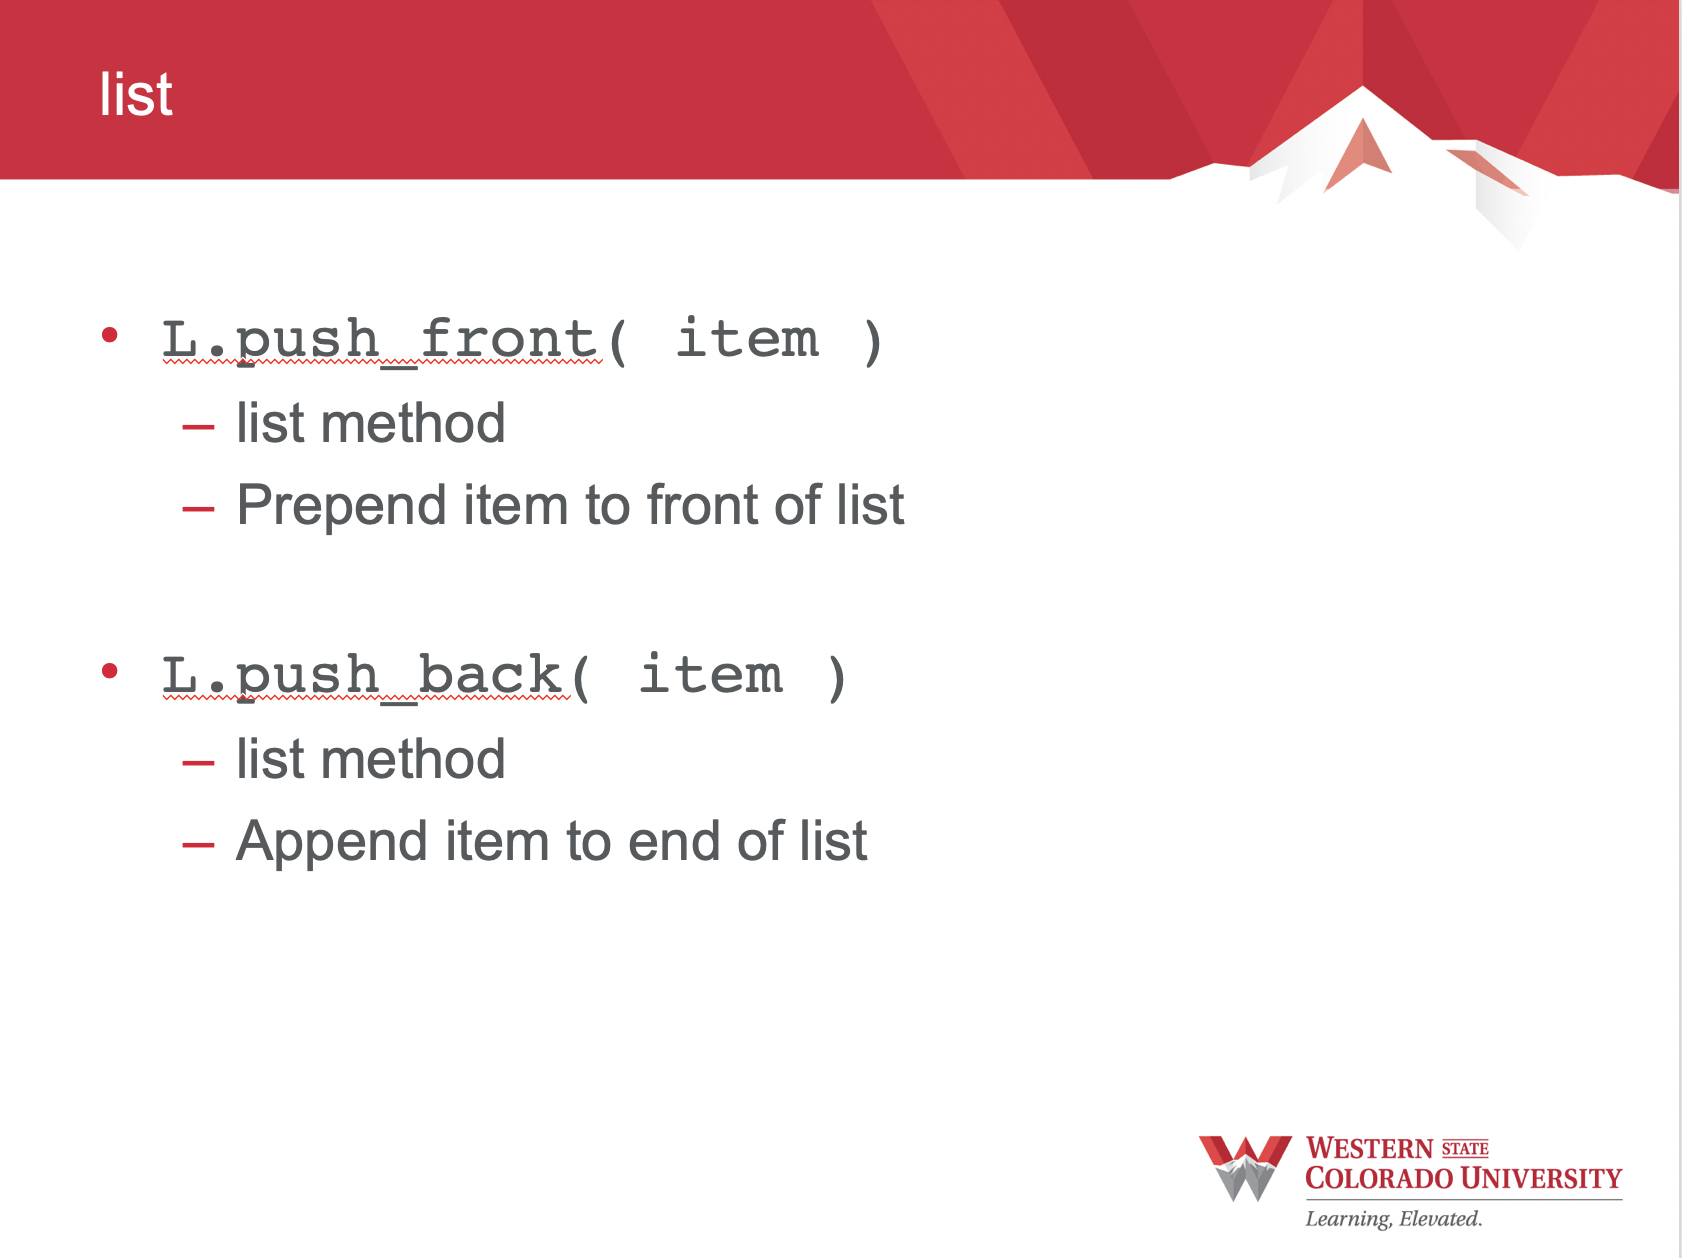 list
• L.push_front( item )
– list method
– Prepend item to front of list
• L.push_back( item )
– list method
– Append item to end of list
WESTERN STATE
COLORADO UNIVERSITY
Learning, Elevated.